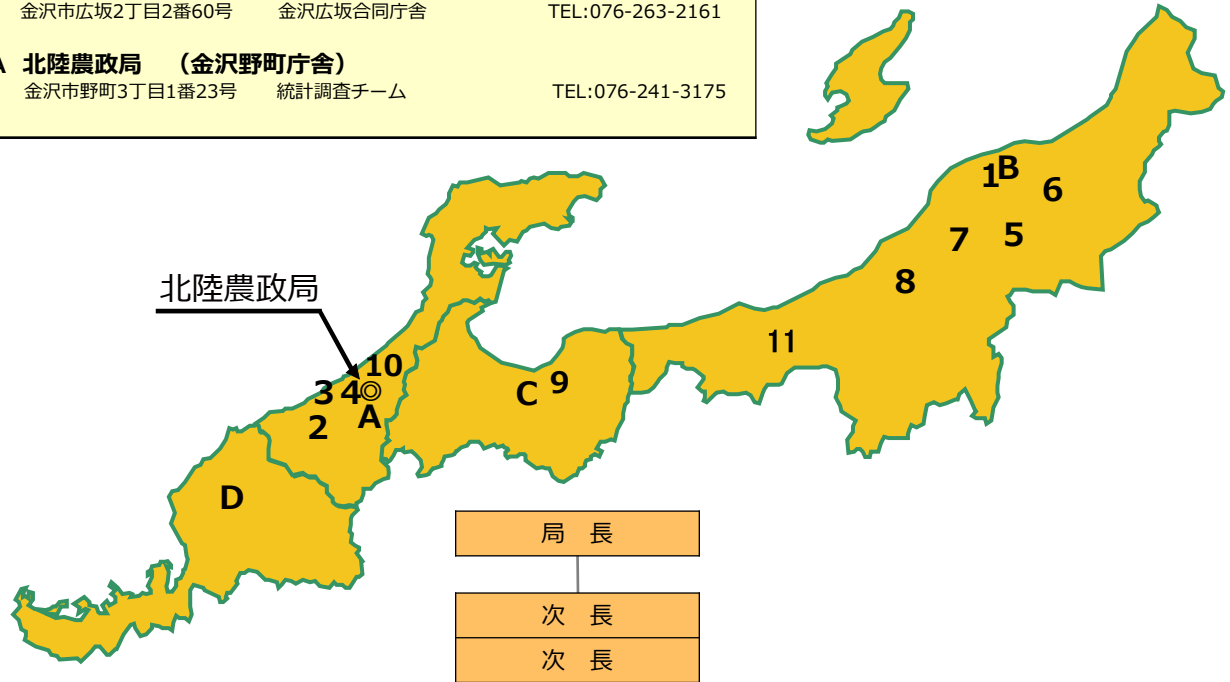 金沢市広坂2丁目2番60号 金沢広坂合同庁舎 TEL:076-263-2161
A 北陸農政局 （金沢野町庁舎）
金沢市野町3丁目1番23号 統計調査チーム TEL:076-241-3175
1 B 6
7 5
8
北陸農政局
11
10
3 4 ◎
A
2
C 9
D
局 長
次 長
次 長